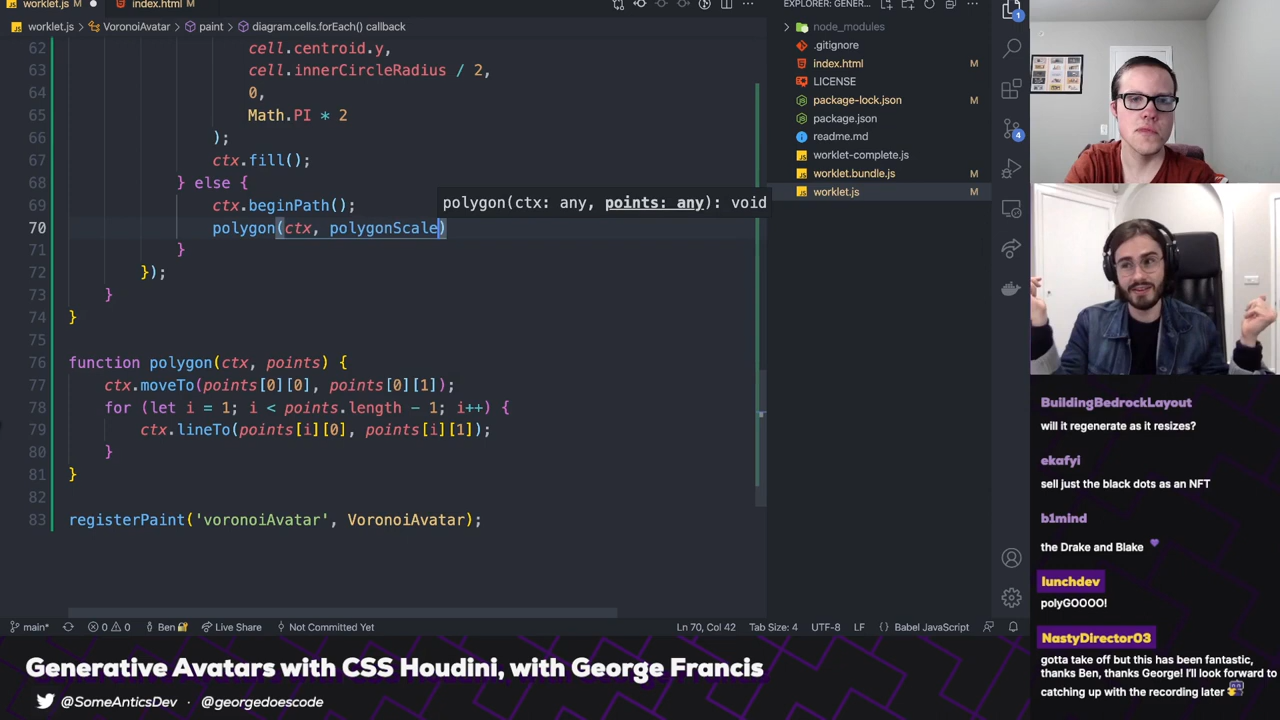 worklet.js
index.html
worklet.js > VoronoiAvatar > paint > diagram.cells.forEach() callback
62 cell.centroid.y,
63 cell.innerCircleRadius / 2,
64 0,
65 Math.PI * 2
66 );
67 ctx.fill();
68 } else {
69 ctx.beginPath();
polygon(ctx: any, points: any): void
70 polygon(ctx, polygonScale)
71 }
72 });
73 }
74 }
75
76 function polygon(ctx, points) {
77 ctx.moveTo(points[0][0], points[0][1]);
78 for (let i = 1; i < points.length - 1; i++) {
79 ctx.lineTo(points[i][0], points[i][1]);
80 }
81 }
82
83 registerPaint('voronoiAvatar', VoronoiAvatar);
EXPLORER: GENER...
node_modules
.gitignore
index.html M
LICENSE
package-lock.json M
package.json
readme.md
worklet-complete.js
worklet.bundle.js M
worklet.js M
1
4
main* 0 0 Ben Live Share Not Committed Yet
Ln 70, Col 42 Tab Size: 4 UTF-8 LF { } Babel JavaScript
BuildingBedrockLayout
will it regenerate as it resizes?
ekafyi
sell just the black dots as an NFT
b1mind
the Drake and Blake
lunchdev
polyGOOOO!
NastyDirector03
gotta take off but this has been fantastic,
thanks Ben, thanks George! I'll look forward to
catching up with the recording later
Generative Avatars with CSS Houdini, with George Francis
@SomeAnticsDev · @georgedoescode